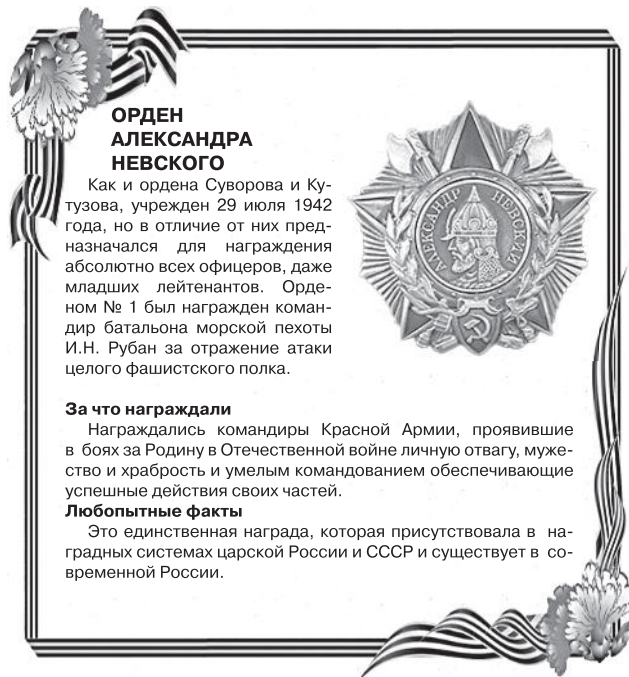 ОРДЕН
АЛЕКСАНДРА
НЕВСКОГО
Как и ордена Суворова и Ку-
тузова, учрежден 29 июля 1942
года, но в отличие от них пред-
назначался для награждения
абсолютно всех офицеров, даже
младших лейтенантов. Орде-
ном № 1 был награжден коман-
дир батальона морской пехоты
И.Н. Рубан за отражение атаки
целого фашистского полка.
АЛЕКСАНДР НЕВСКИЙ
За что награждали
Награждались командиры Красной Армии, проявившие
в боях за Родину в Отечественной войне личную отвагу, муже-
ство и храбрость и умелым командованием обеспечивающие
успешные действия своих частей.
Любопытные факты
Это единственная награда, которая присутствовала в на-
градных системах царской России и СССР и существует в со-
временной России.